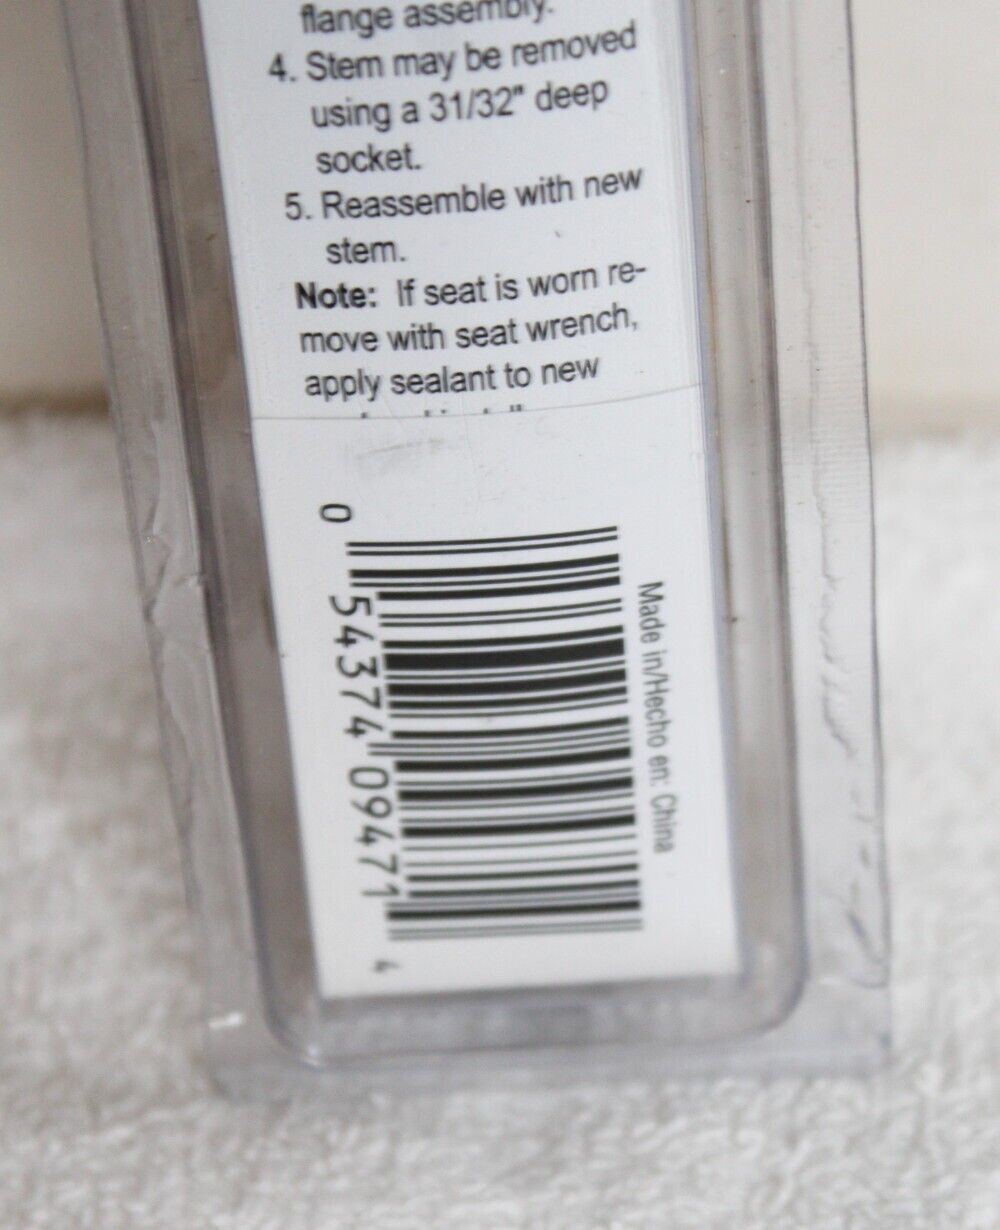 flange assembly.
4. Stem may be removed
using a 31/32" deep
socket.
5. Reassemble with new
stem.
Note: If seat is worn re-
move with seat wrench,
apply sealant to new
0 54374 09471 4
Made in/Hecho en: China